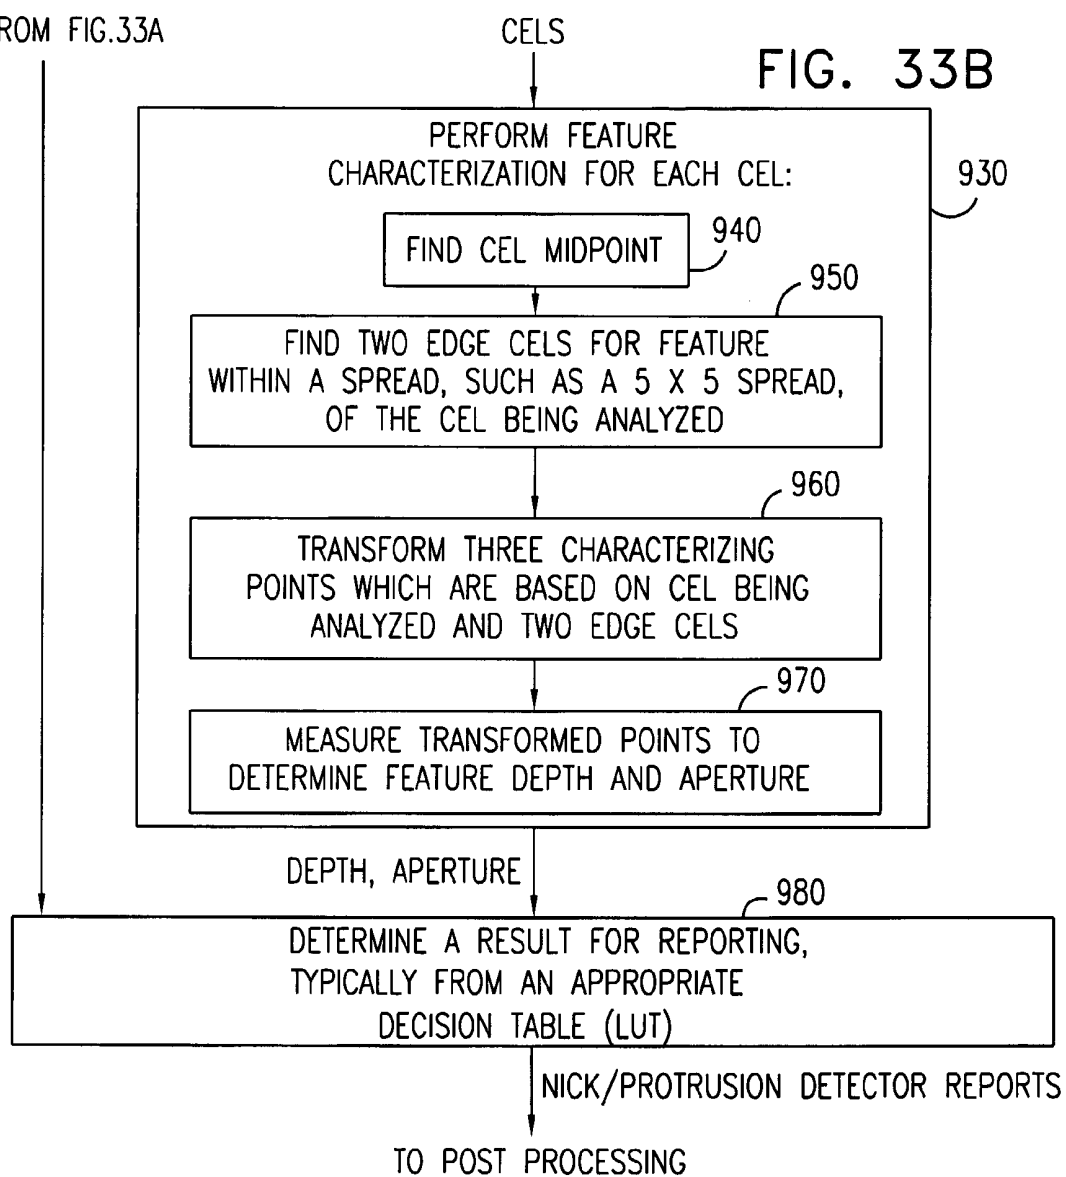 ROM FIG.33A
CELS
FIG. 33B
PERFORM FEATURE
CHARACTERIZATION FOR EACH CEL:
930
FIND CEL MIDPOINT
940
950
FIND TWO EDGE CELS FOR FEATURE
WITHIN A SPREAD, SUCH AS A 5 X 5 SPREAD,
OF THE CEL BEING ANALYZED
960
TRANSFORM THREE CHARACTERIZING
POINTS WHICH ARE BASED ON CEL BEING
ANALYZED AND TWO EDGE CELS
970
MEASURE TRANSFORMED POINTS TO
DETERMINE FEATURE DEPTH AND APERTURE
DEPTH, APERTURE
980
DETERMINE A RESULT FOR REPORTING,
TYPICALLY FROM AN APPROPRIATE
DECISION TABLE (LUT)
NICK/PROTRUSION DETECTOR REPORTS
TO POST PROCESSING